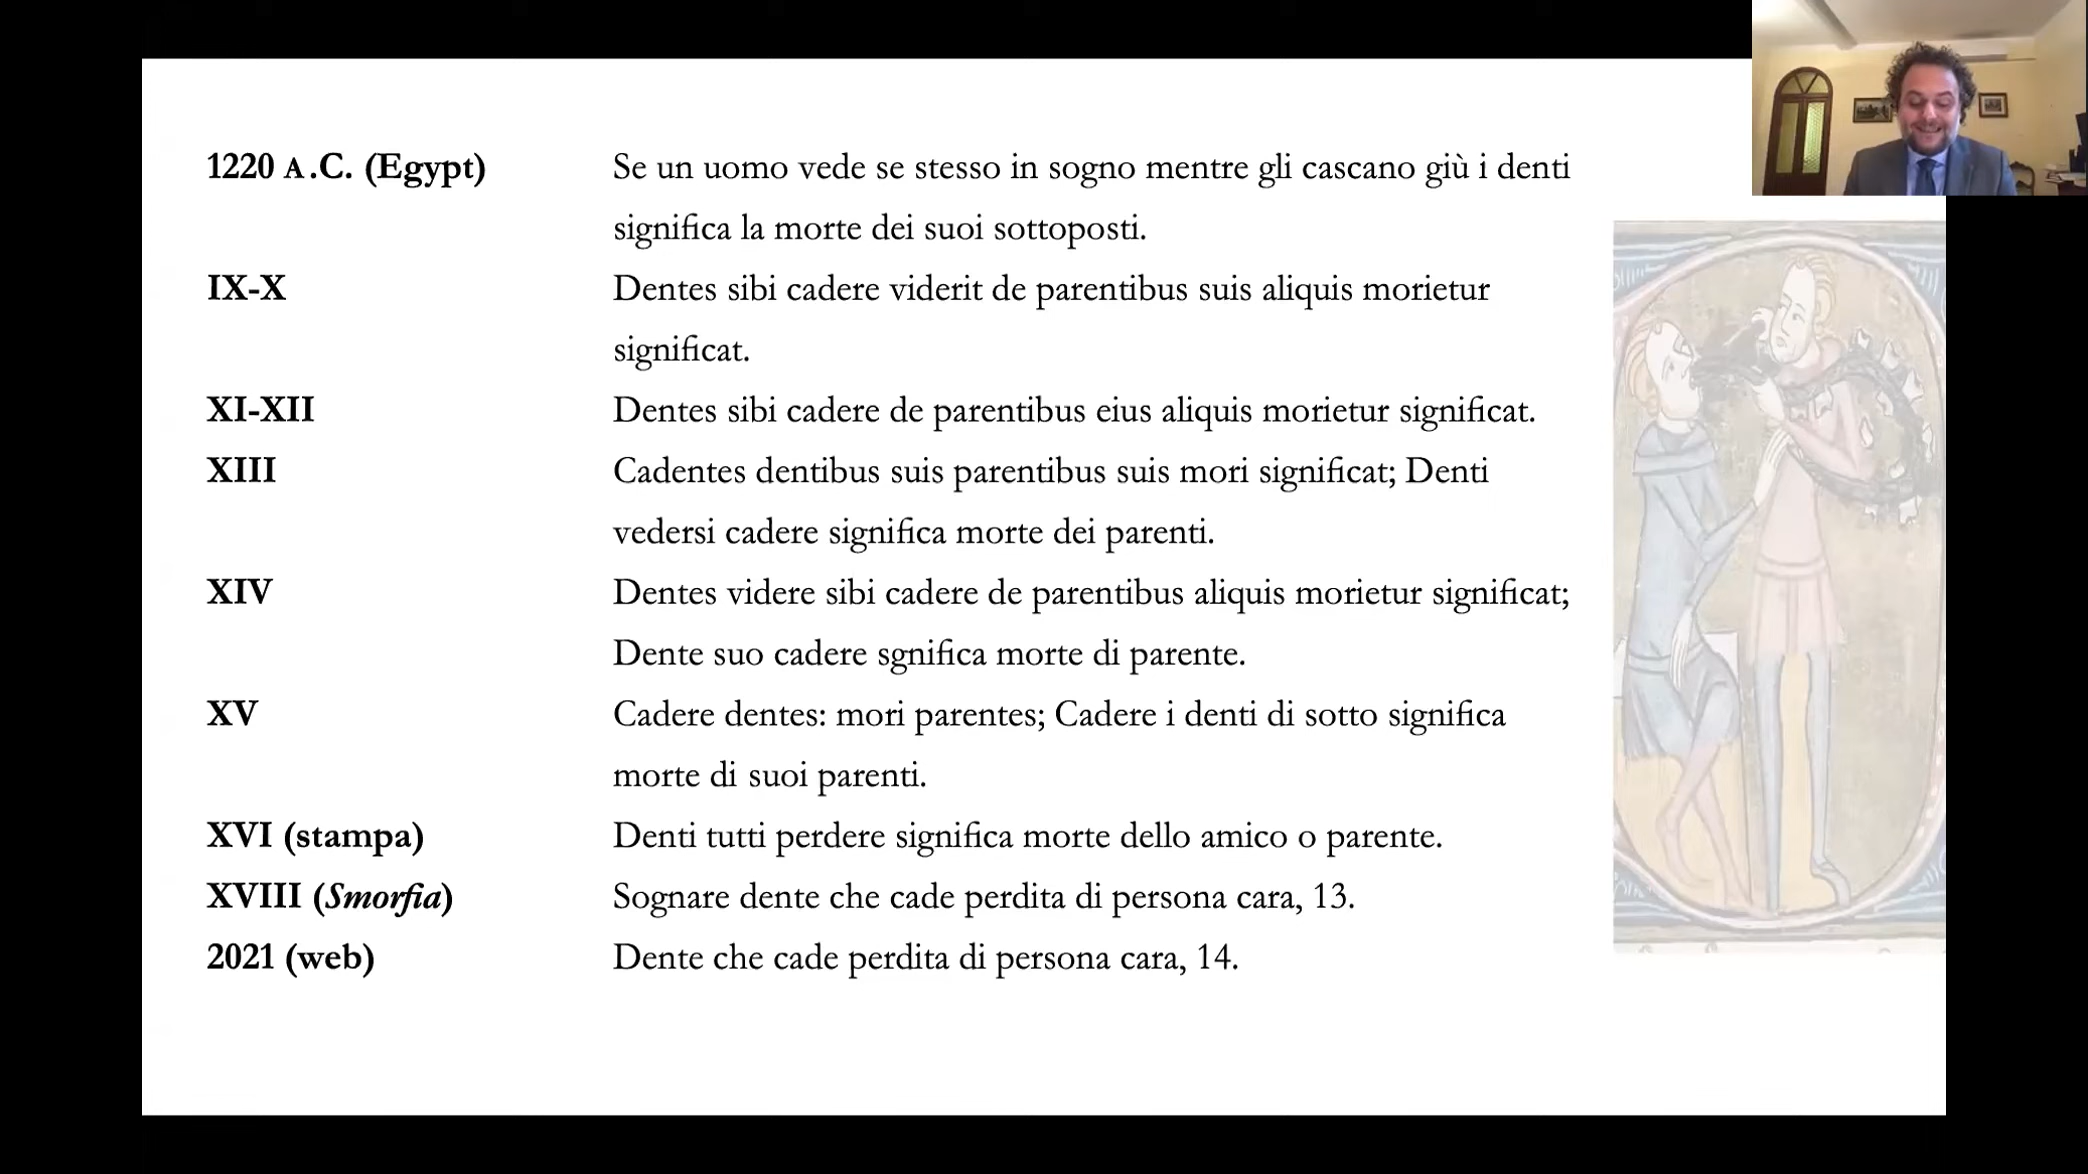 1220 A.C. (Egypt) Se un uomo vede se stesso in sogno mentre gli cascano giù i denti
significa la morte dei suoi sottoposti.
IX-X Dentes sibi cadere viderit de parentibus suis aliquis morietur
significat.
XI-XII Dentes sibi cadere de parentibus eius aliquis morietur significat.
XIII Cadentes dentibus suis parentibus suis mori significat; Denti
vedersi cadere significa morte dei parenti.
XIV Dentes videre sibi cadere de parentibus aliquis morietur significat;
Dente suo cadere sgnifica morte di parente.
XV Cadere dentes: mori parentes; Cadere i denti di sotto significa
morte di suoi parenti.
XVI (stampa) Denti tutti perdere significa morte dello amico o parente.
XVIII (Smorfia) Sognare dente che cade perdita di persona cara, 13.
2021 (web) Dente che cade perdita di persona cara, 14.